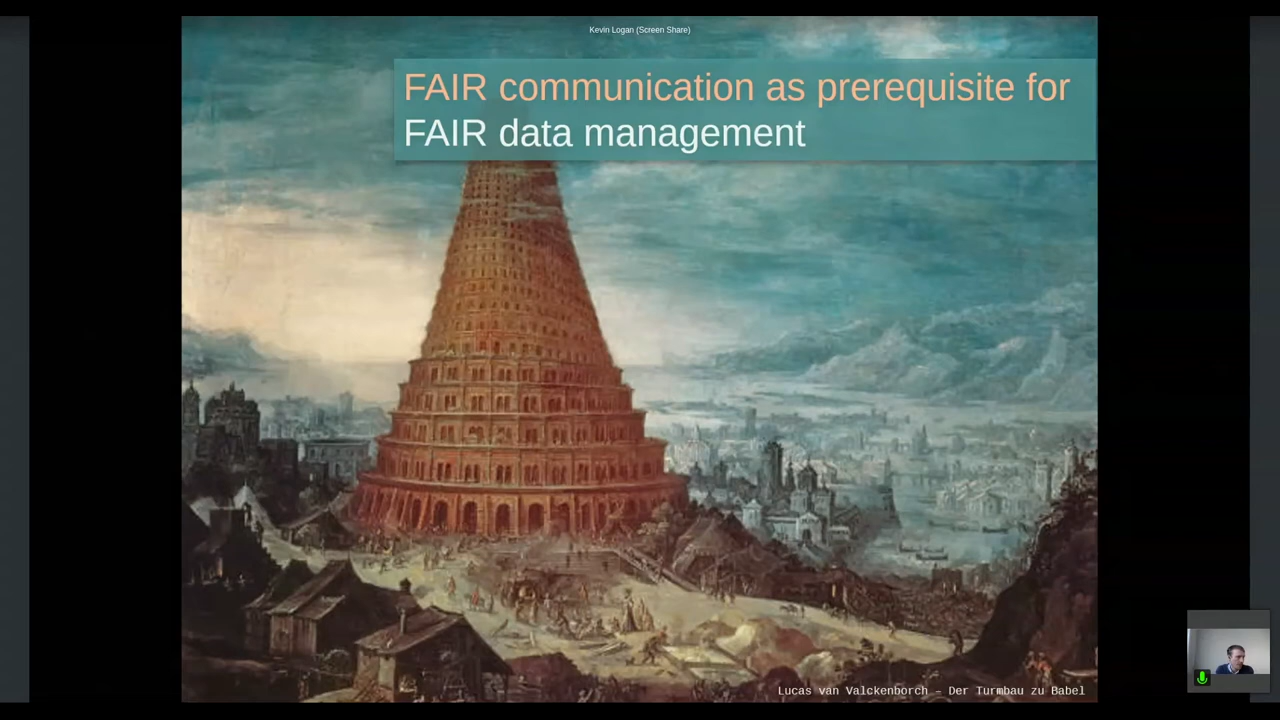 Kevin Logan (Screen Share)
FAIR communication as prerequisite for
FAIR data management
Lucas van Valckenborch – Der Turmbau zu Babel